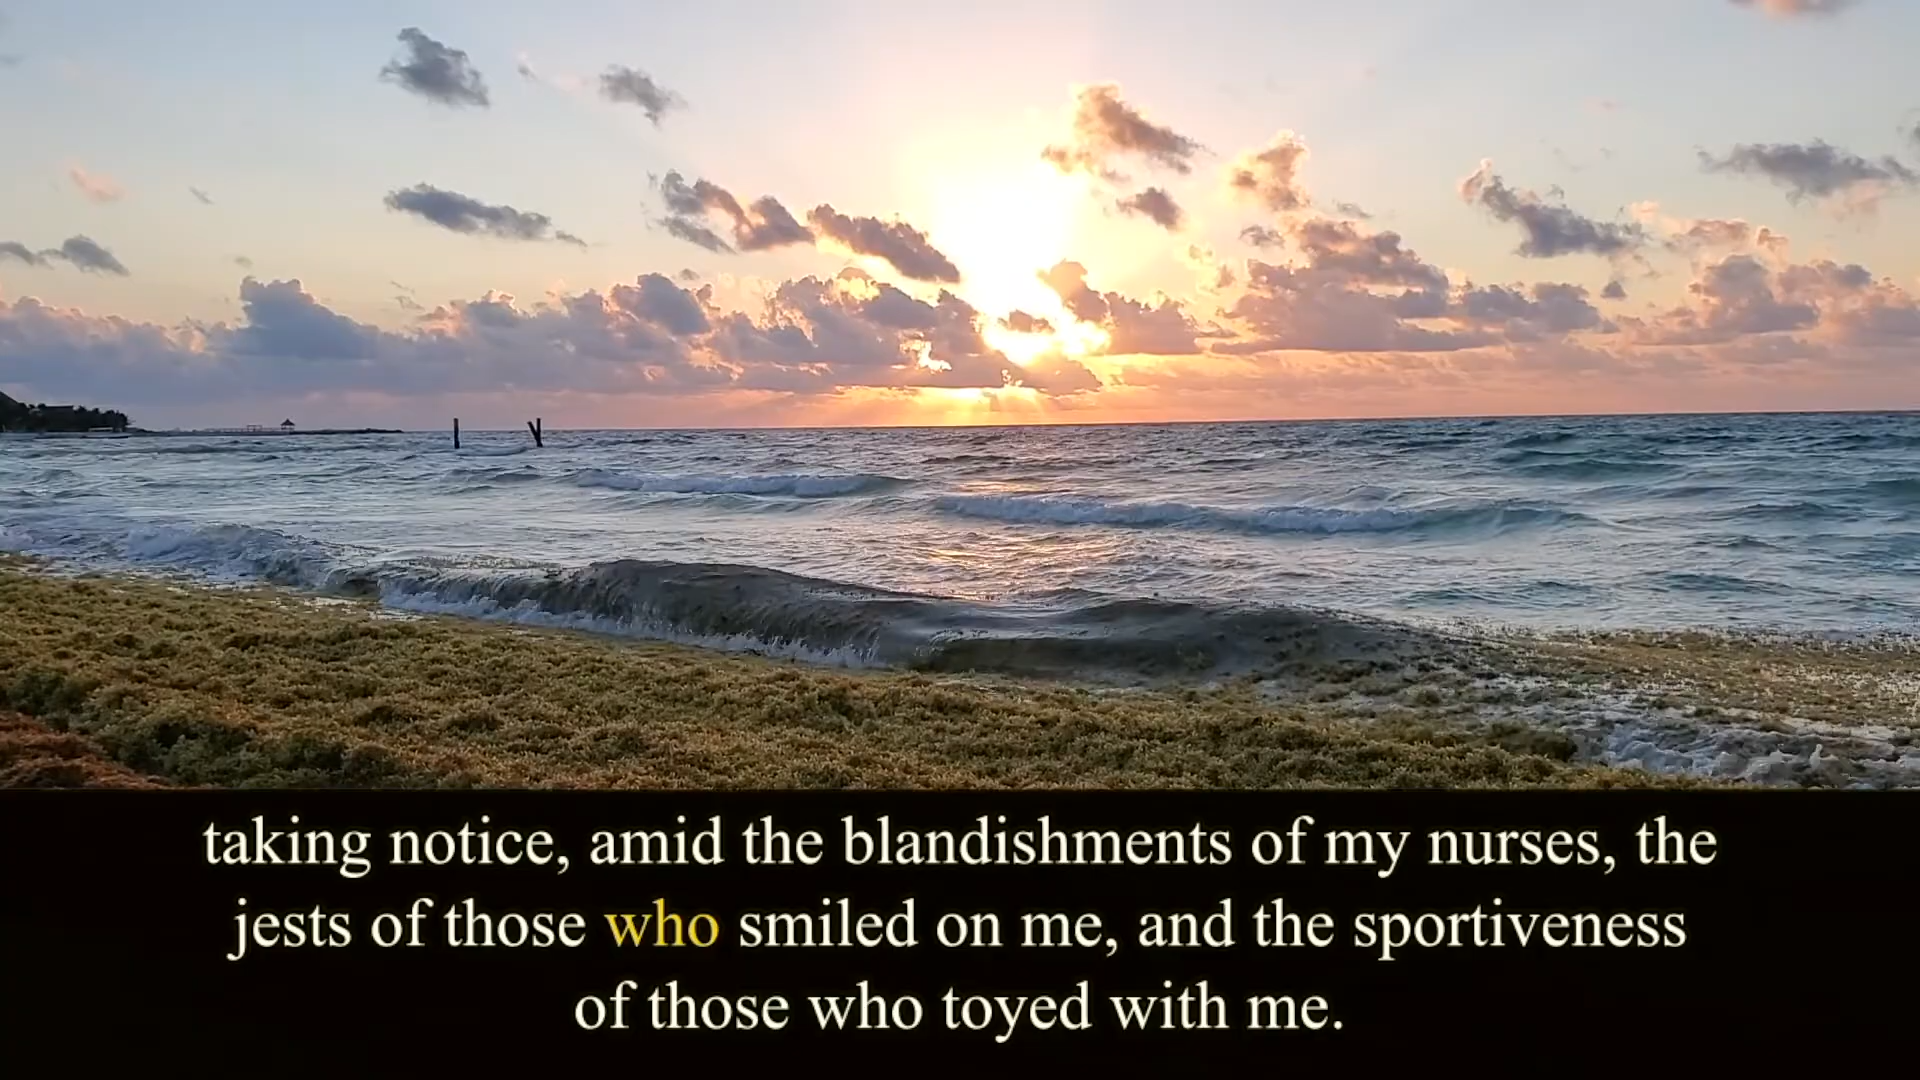 taking notice, amid the blandishments of my nurses, the
jests of those who smiled on me, and the sportiveness
of those who toyed with me.